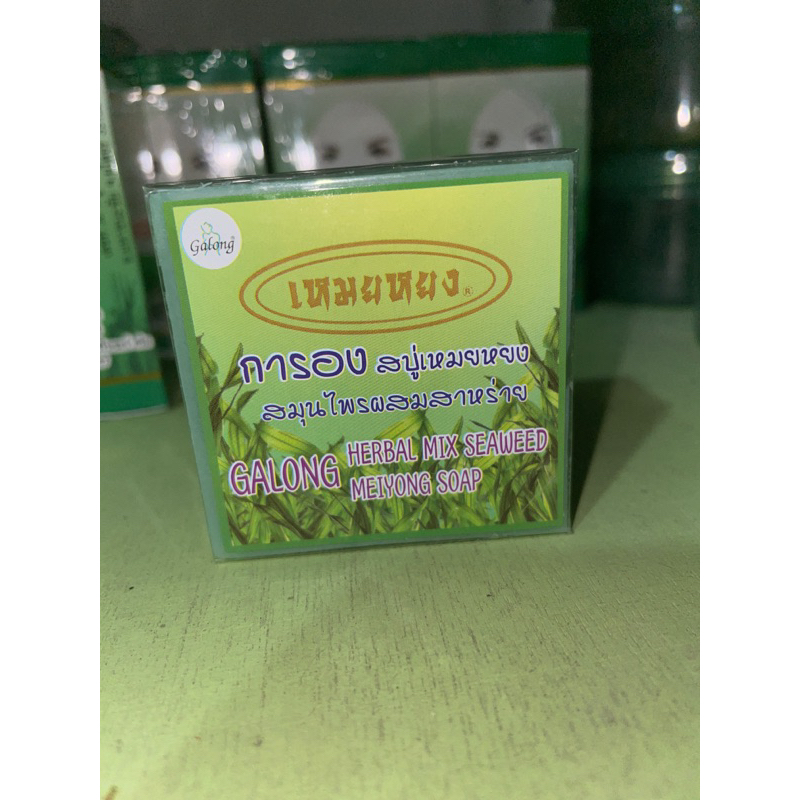 Galong
เหมยหยง®
การอง สบู่เหมยหยง
สมุนไพรผสมสาหร่าย
GALONG HERBAL MIX SEAWEED
MEIYONG SOAP